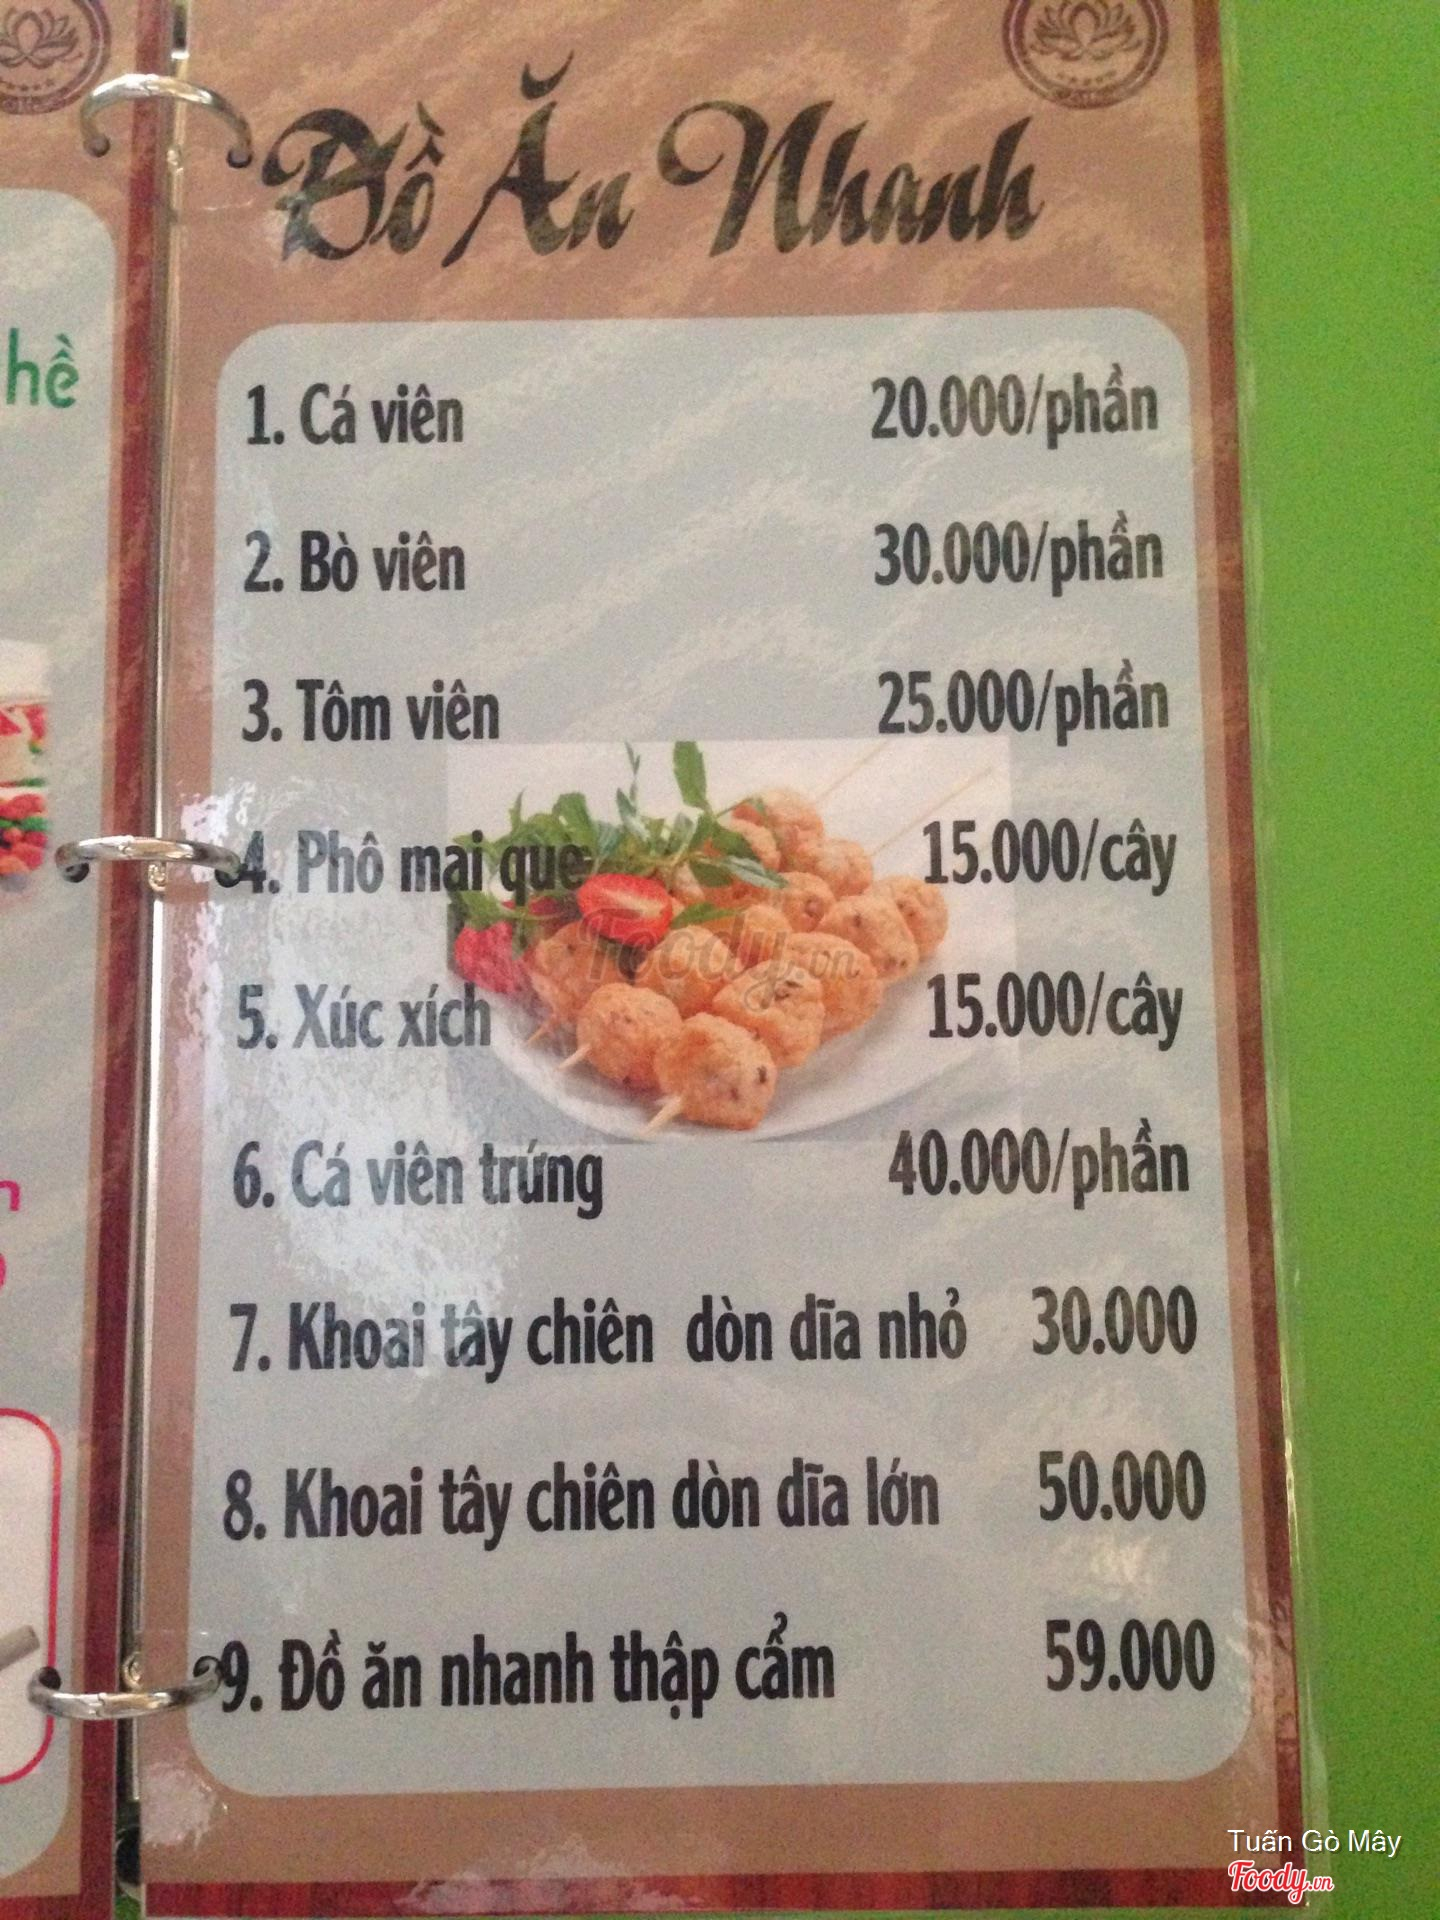 Đồ Ăn Nhanh
hề
1. Cá viên 20.000/phần
2. Bò viên 30.000/phần
3. Tôm viên 25.000/phần
4. Phô mai que 15.000/cây
5. Xúc xích 15.000/cây
6. Cá viên trứng 40.000/phần
7. Khoai tây chiên dòn dĩa nhỏ 30.000
8. Khoai tây chiên dòn dĩa lớn 50.000
9. Đồ ăn nhanh thập cẩm 59.000
Foody.vn
Tuấn Gò Mây
Foody.vn